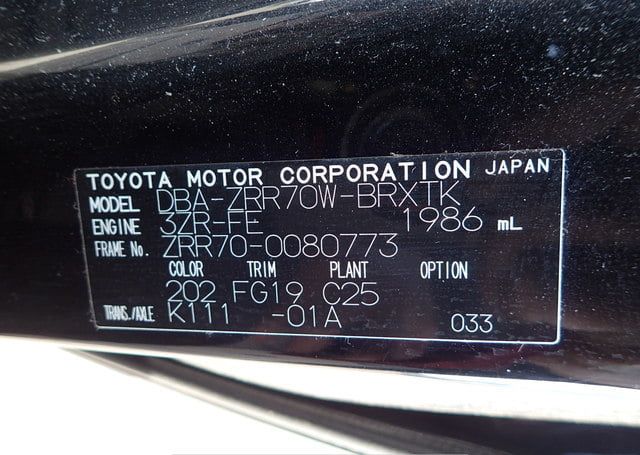 TOYOTA MOTOR CORPORATION JAPAN
MODEL DBA-ZRR70W-BRXTK
ENGINE 3ZR-FE 1986 mL
FRAME No. ZRR70-0080773
COLOR TRIM PLANT OPTION
202 FG19 C25
TRANS./AXLE K111 -01A 033